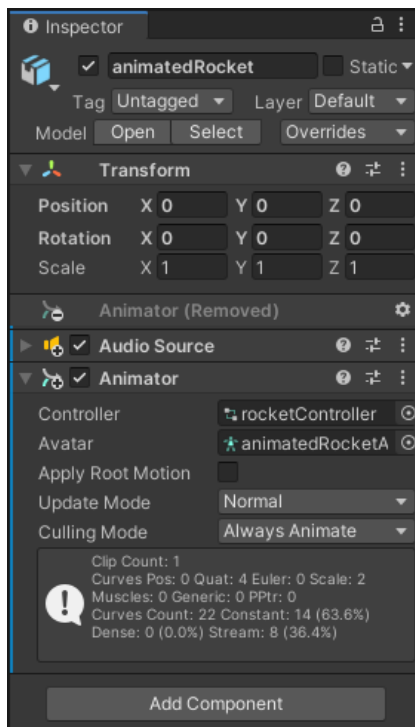 Inspector
animatedRocket Static
Tag Untagged Layer Default
Model Open Select Overrides
Transform
Position X 0 Y 0 Z 0
Rotation X 0 Y 0 Z 0
Scale X 1 Y 1 Z 1
Animator (Removed)
Audio Source
Animator
Controller rocketController
Avatar animatedRocketA
Apply Root Motion
Update Mode Normal
Culling Mode Always Animate
Clip Count: 1
Curves Pos: 0 Quat: 4 Euler: 0 Scale: 2
Muscles: 0 Generic: 0 PPtr: 0
Curves Count: 22 Constant: 14 (63.6%)
Dense: 0 (0.0%) Stream: 8 (36.4%)
Add Component